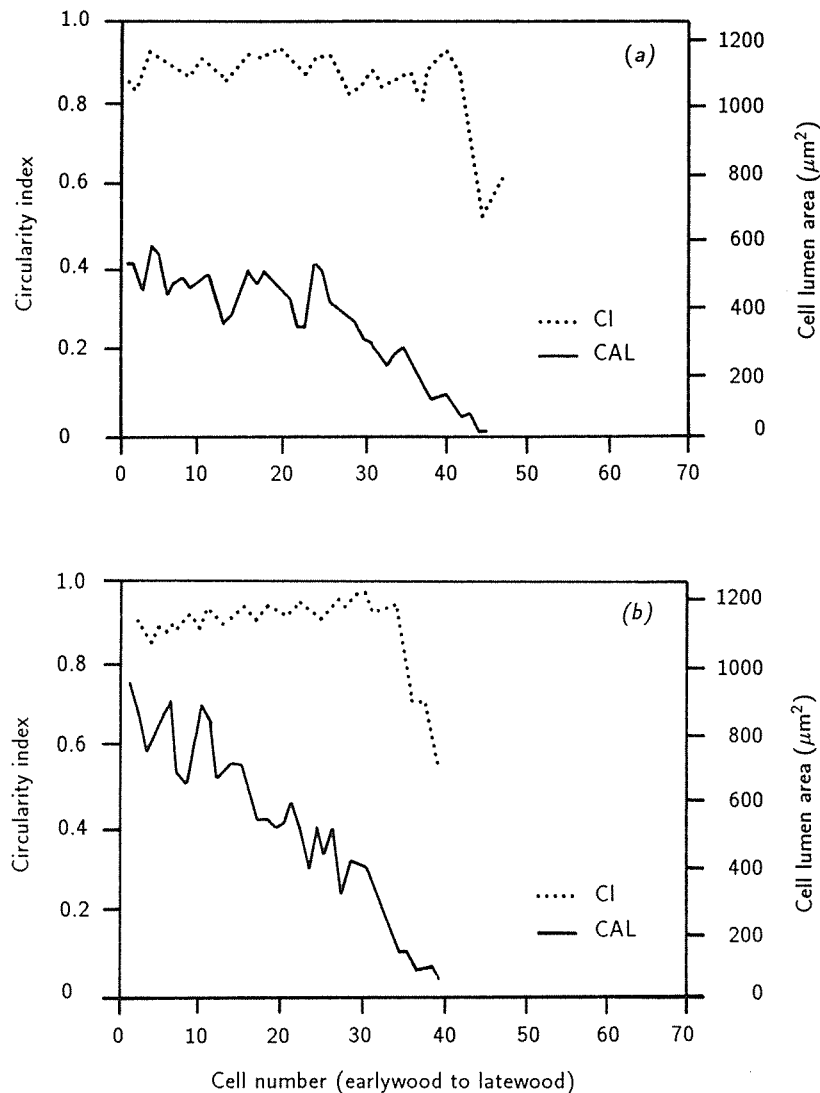 (a)
1.0
0.8
0.6
0.4
0.2
0
Circularity index
1200
1000
800
600
400
200
0
Cell lumen area (μm²)
CI
CAL
0 10 20 30 40 50 60 70
(b)
1.0
0.8
0.6
0.4
0.2
0
Circularity index
1200
1000
800
600
400
200
0
Cell lumen area (μm²)
CI
CAL
0 10 20 30 40 50 60 70
Cell number (earlywood to latewood)